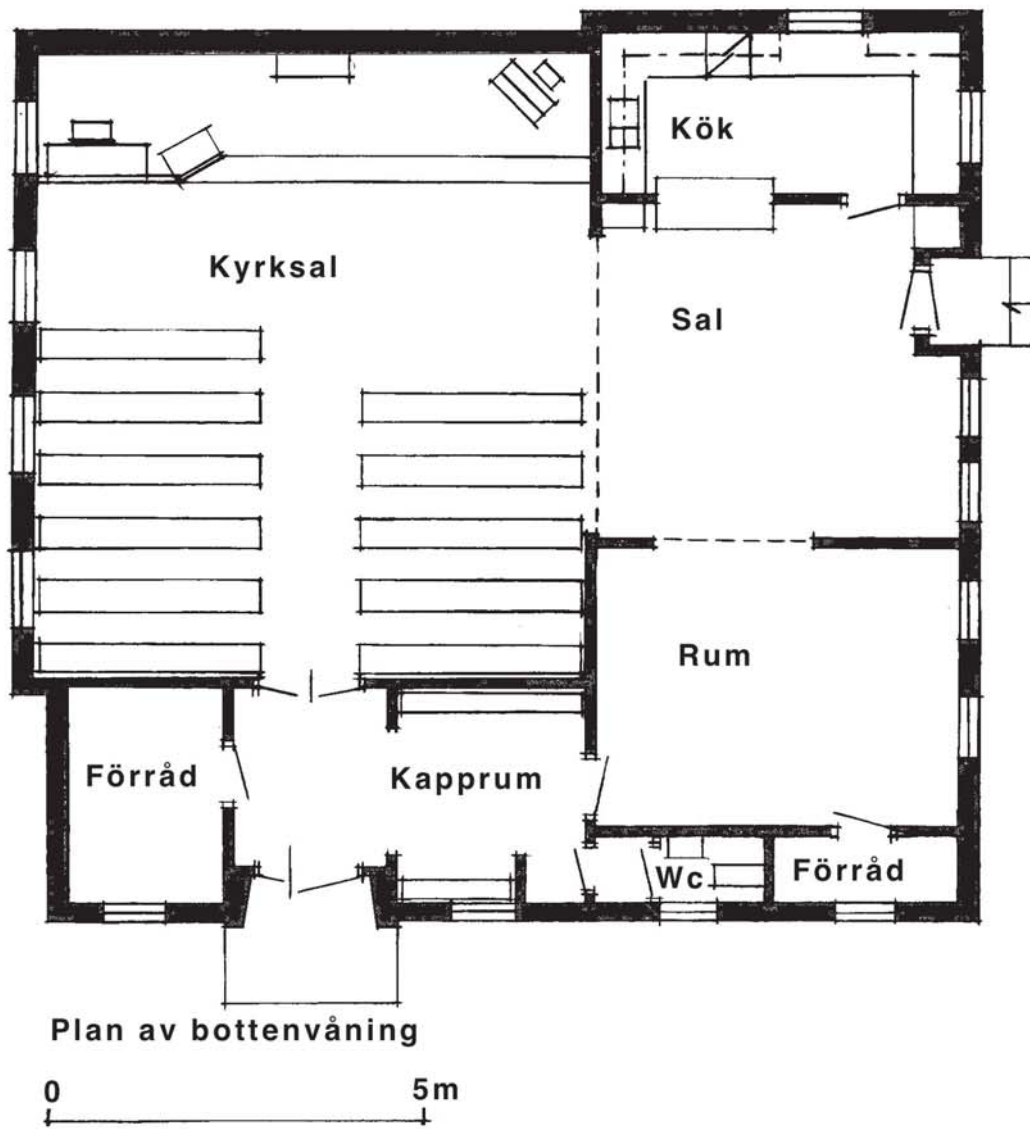 Kök
Kyrksal
Sal
Rum
Förråd
Kapprum
Wc
Förråd
Plan av bottenvåning
0 5m